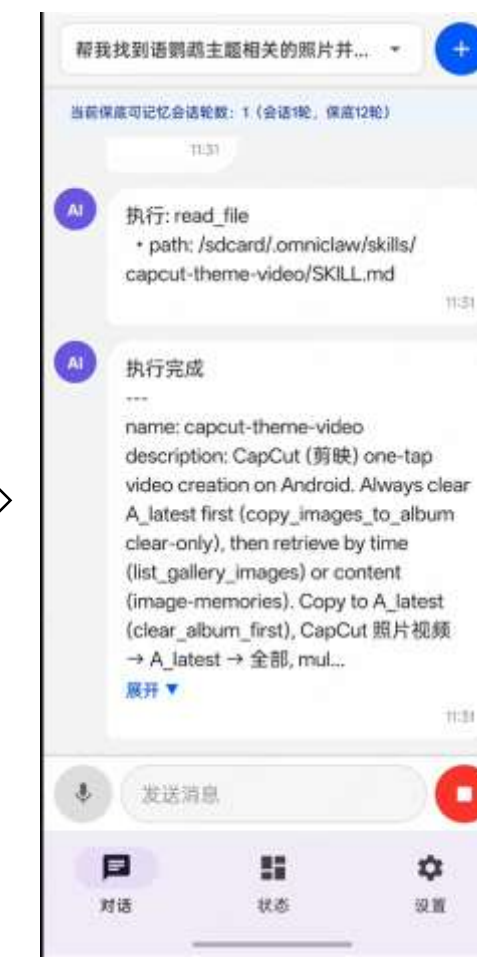 帮我找到语鹦鹉主题相关的照片并...
当前保底可记忆会话轮数：1（会话1轮，保底12轮）
11:31
AI
执行: read_file
• path: /sdcard/.omniclaw/skills/
capcut-theme-video/SKILL.md
11:31
AI
执行完成
---
name: capcut-theme-video
description: CapCut (剪映) one-tap
video creation on Android. Always clear
A_latest first (copy_images_to_album
clear-only), then retrieve by time
(list_gallery_images) or content
(image-memories). Copy to A_latest
(clear_album_first), CapCut 照片视频
→ A_latest → 全部, mul...
展开 ▼
11:31
发送消息
对话
状态
设置